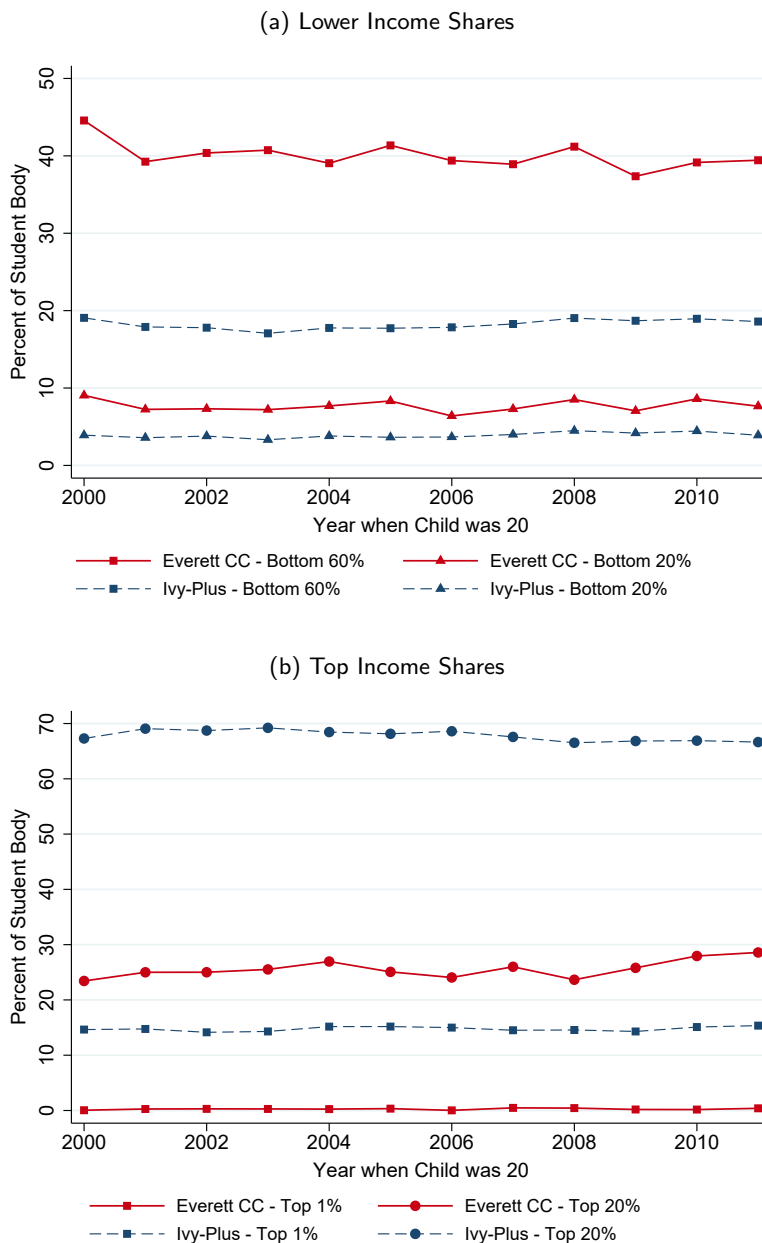 (a) Lower Income Shares
50
40
30
20
10
0
Percent of Student Body
2000 2002 2004 2006 2008 2010
Year when Child was 20
Everett CC - Bottom 60% Everett CC - Bottom 20%
Ivy-Plus - Bottom 60% Ivy-Plus - Bottom 20%
(b) Top Income Shares
70
60
50
40
30
20
10
0
Percent of Student Body
2000 2002 2004 2006 2008 2010
Year when Child was 20
Everett CC - Top 1% Everett CC - Top 20%
Ivy-Plus - Top 1% Ivy-Plus - Top 20%